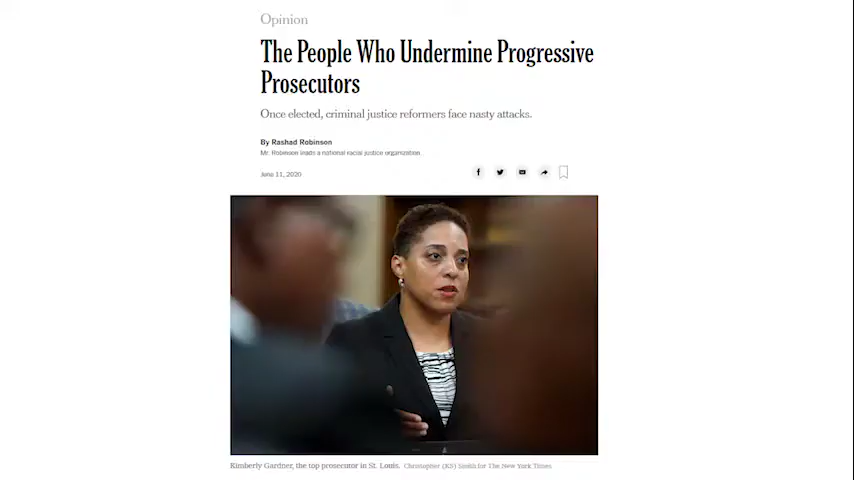 Opinion
The People Who Undermine Progressive
Prosecutors
Once elected, criminal justice reformers face nasty attacks.
By Rashad Robinson
Mr. Robinson leads a national racial justice organization.
June 11, 2020
Kimberly Gardner, the top prosecutor in St. Louis. Christopher (KS) Smith for The New York Times